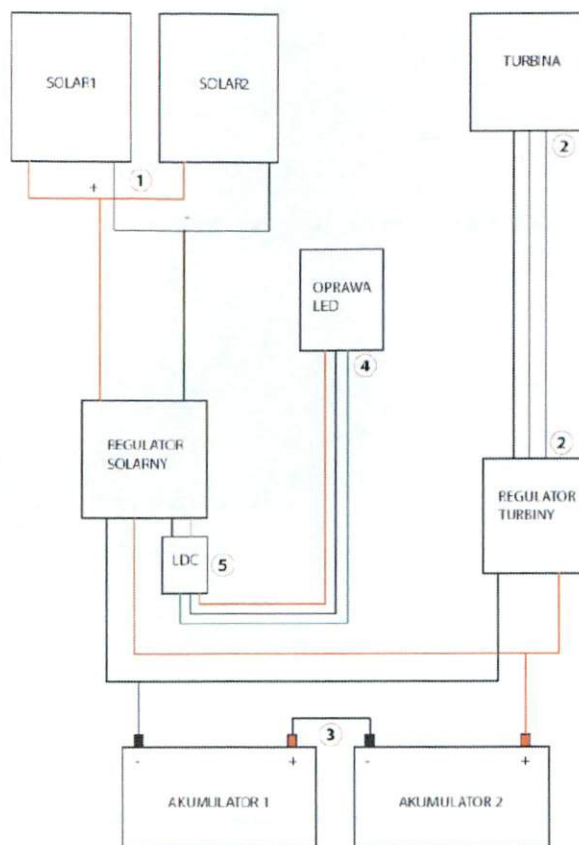 SOLAR1
SOLAR2
TURBINA
+
1
-
2
OPRAWA
LED
4
REGULATOR
SOLARNY
2
REGULATOR
TURBINY
LDC
5
3
-
+
-
+
AKUMULATOR 1
AKUMULATOR 2